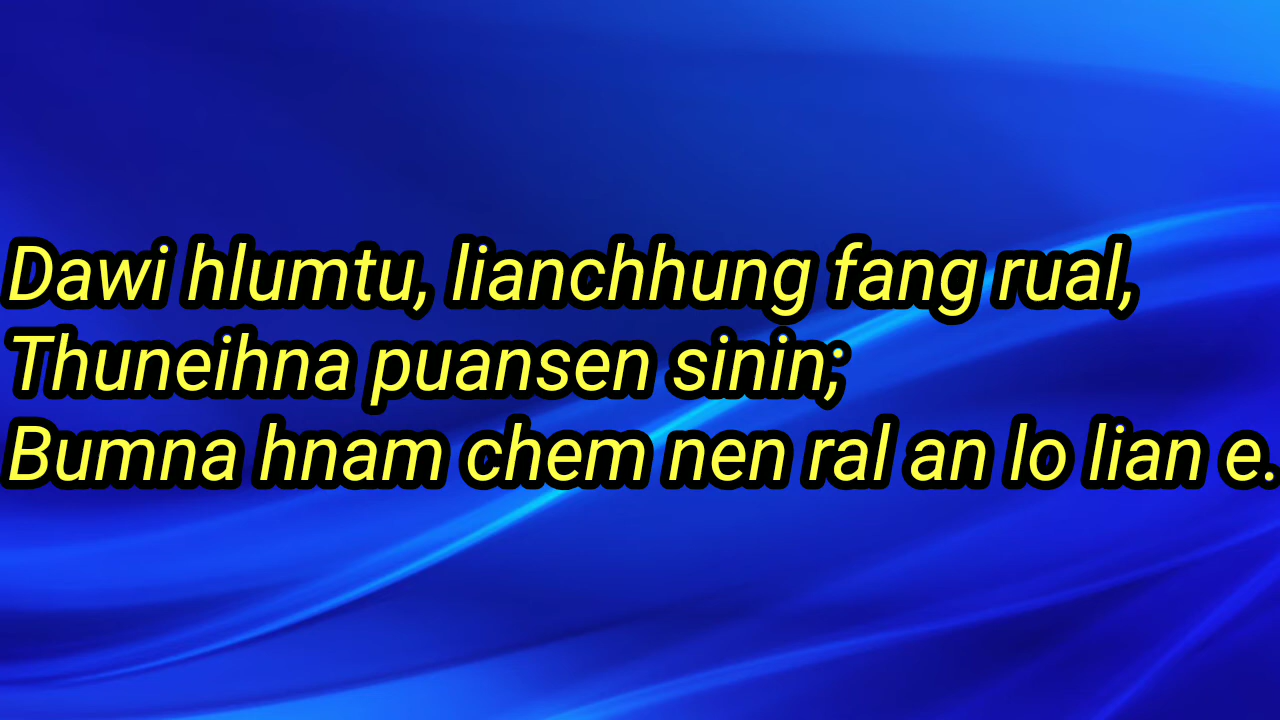 Dawi hlumtu, lianchhung fang rual,
Thuneihna puansen sinin;
Bumna hnam chem nen ral an lo lian e.